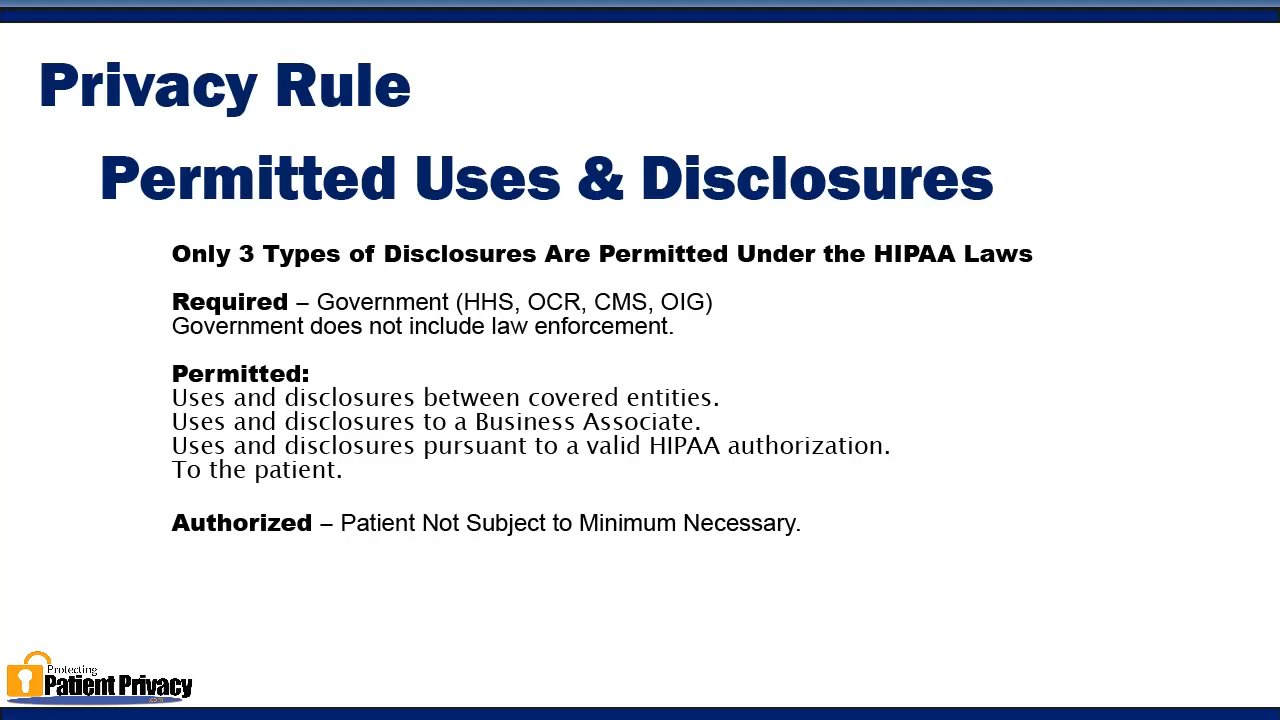 Privacy Rule
Permitted Uses & Disclosures
Only 3 Types of Disclosures Are Permitted Under the HIPAA Laws
Required – Government (HHS, OCR, CMS, OIG)
Government does not include law enforcement.
Permitted:
Uses and disclosures between covered entities.
Uses and disclosures to a Business Associate.
Uses and disclosures pursuant to a valid HIPAA authorization.
To the patient.
Authorized – Patient Not Subject to Minimum Necessary.
Protecting
Patient Privacy
.com